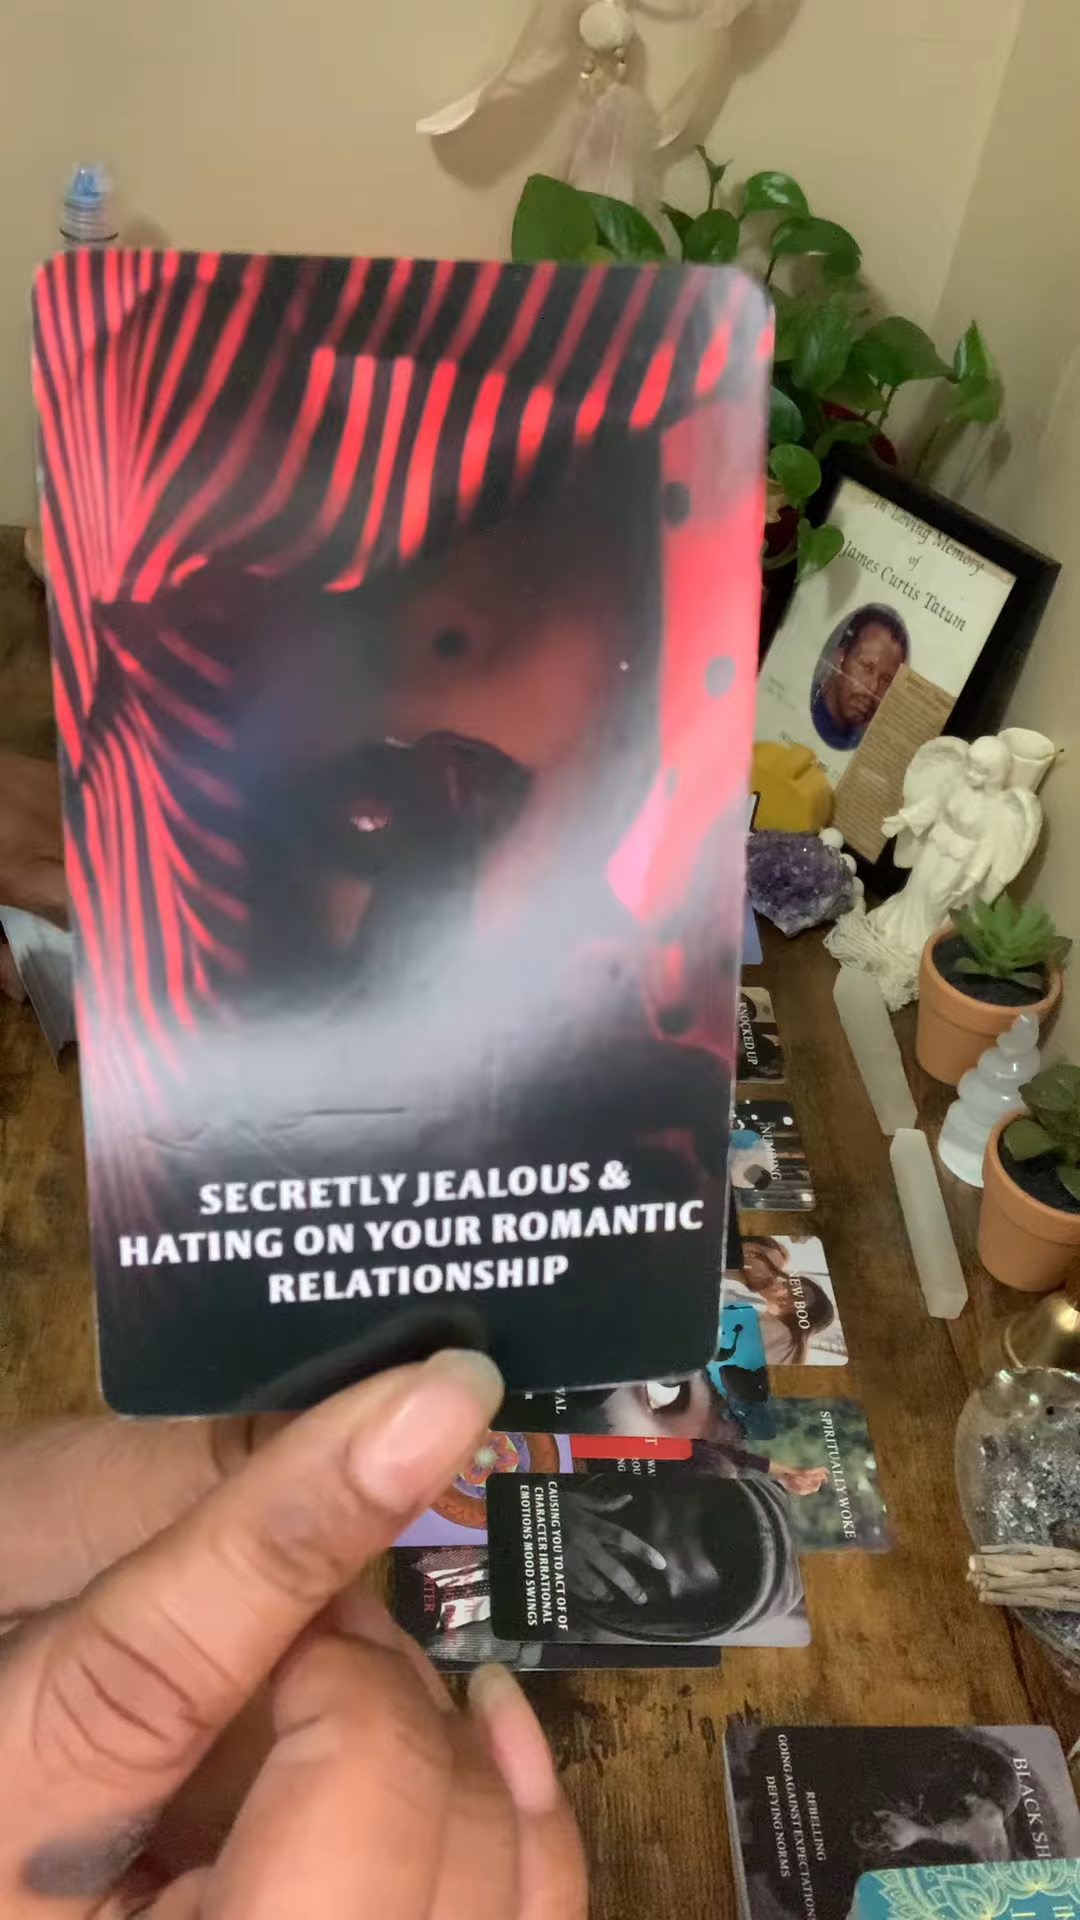 SECRETLY JEALOUS &
HATING ON YOUR ROMANTIC
RELATIONSHIP
In Loving Memory
of
James Curtis Tatum
KNOCKED UP
NUMBING
NEW BOO
SPIRITUALLY WOKE
CAUSING YOU TO ACT OF OF
CHARACTER IRRATIONAL
EMOTIONS MOOD SWINGS
BLACK SH
REBELLING
GOING AGAINST EXPECTATION
DEFYING NORMS